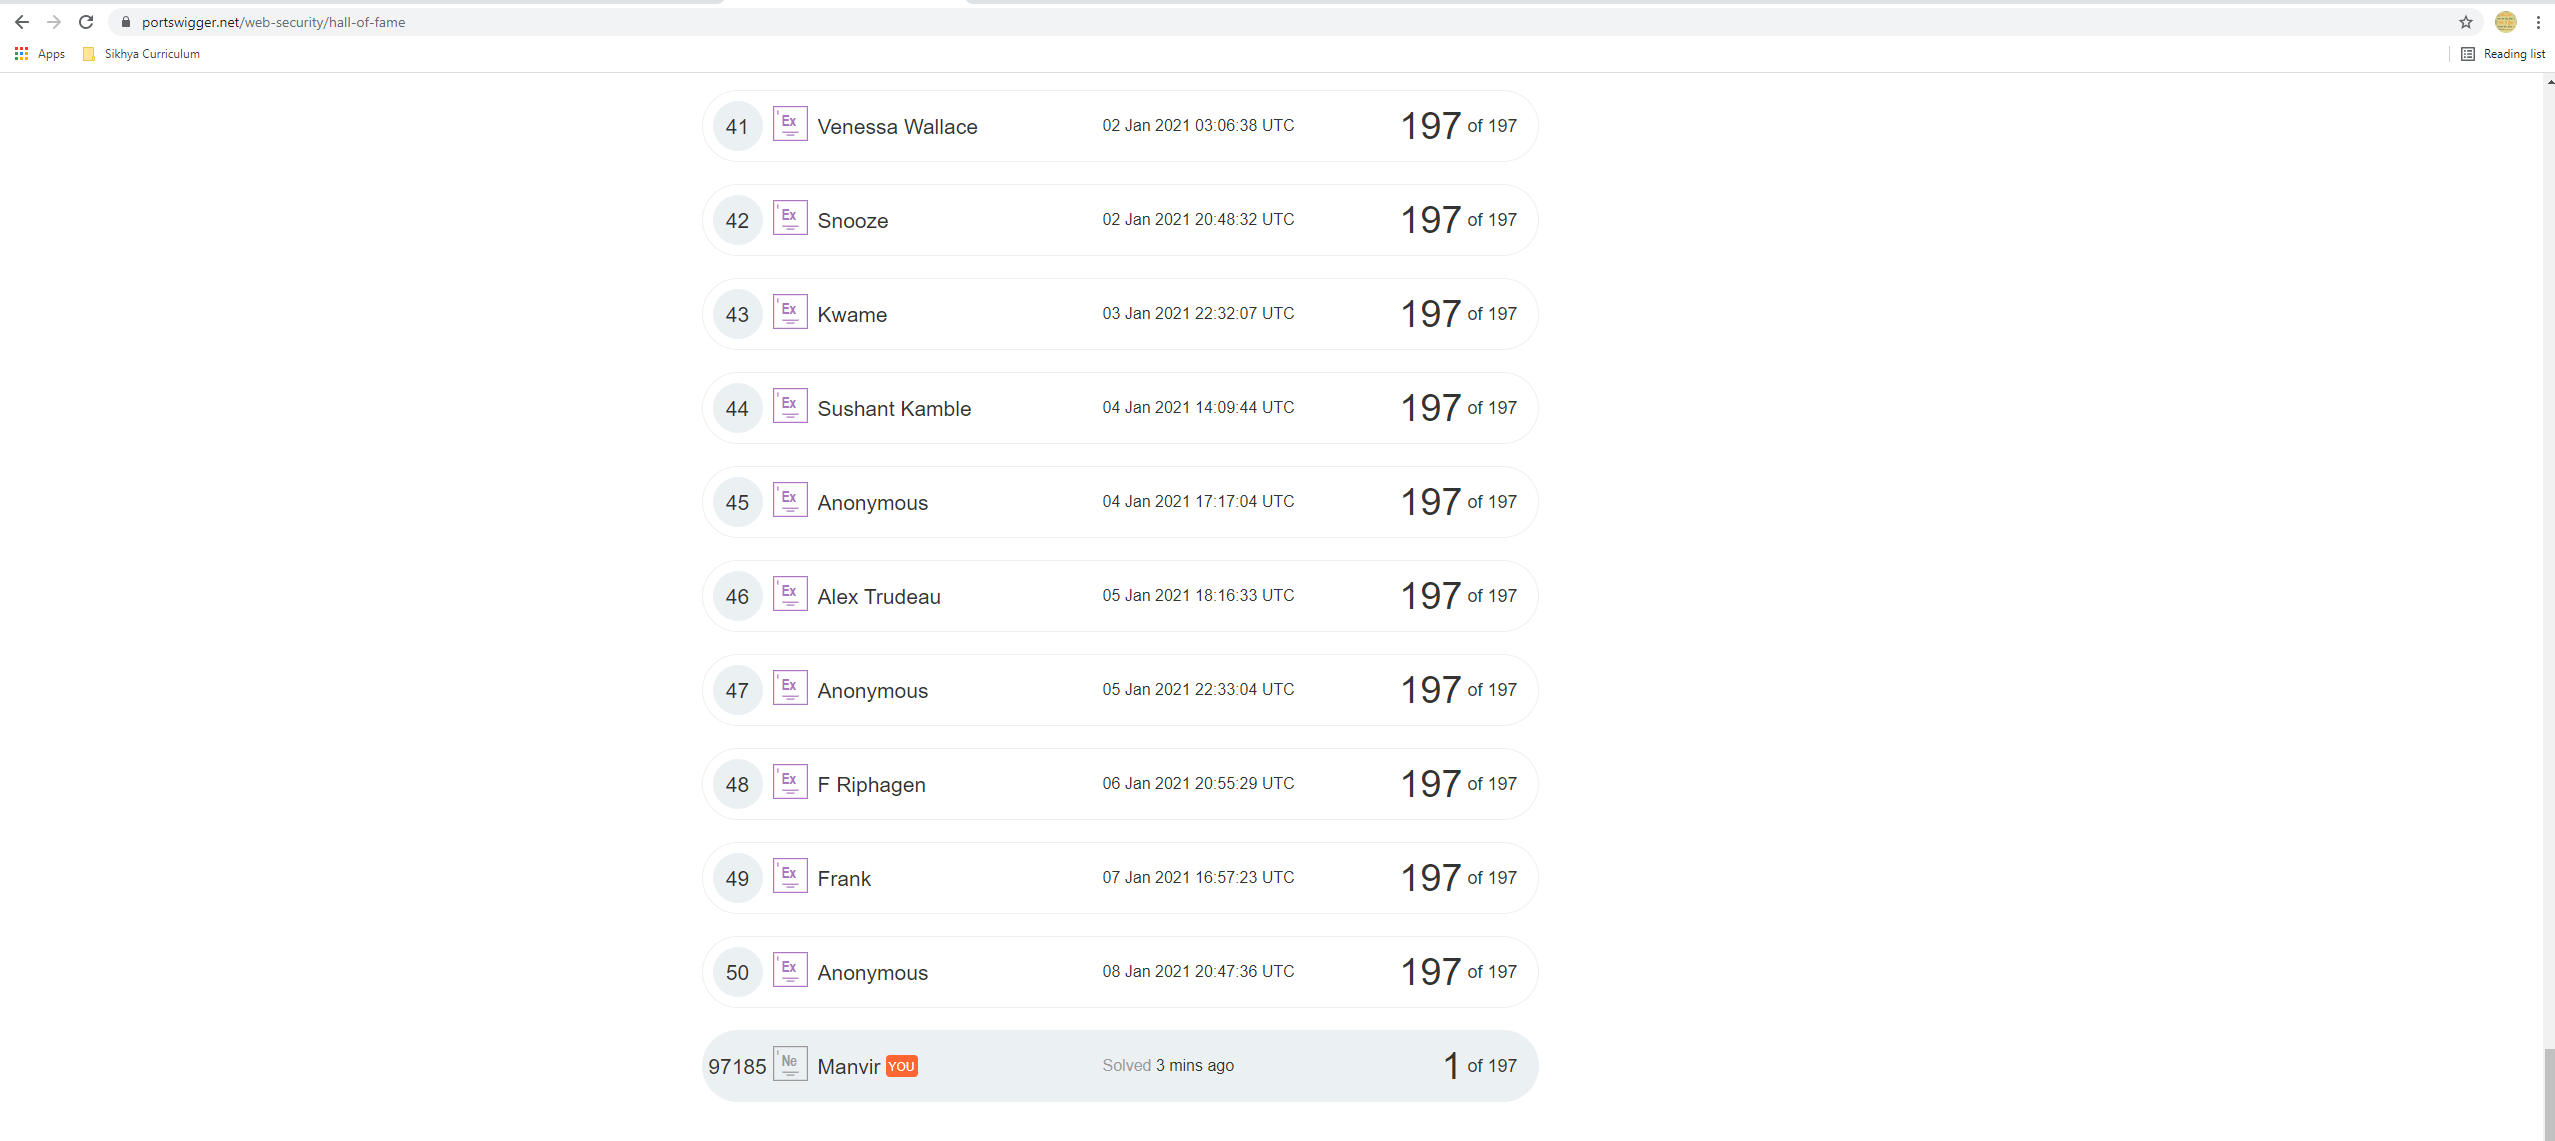 portswigger.net/web-security/hall-of-fame
Apps Sikhya Curriculum Reading list
41 Ex Venessa Wallace 02 Jan 2021 03:06:38 UTC 197 of 197
42 Ex Snooze 02 Jan 2021 20:48:32 UTC 197 of 197
43 Ex Kwame 03 Jan 2021 22:32:07 UTC 197 of 197
44 Ex Sushant Kamble 04 Jan 2021 14:09:44 UTC 197 of 197
45 Ex Anonymous 04 Jan 2021 17:17:04 UTC 197 of 197
46 Ex Alex Trudeau 05 Jan 2021 18:16:33 UTC 197 of 197
47 Ex Anonymous 05 Jan 2021 22:33:04 UTC 197 of 197
48 Ex F Riphagen 06 Jan 2021 20:55:29 UTC 197 of 197
49 Ex Frank 07 Jan 2021 16:57:23 UTC 197 of 197
50 Ex Anonymous 08 Jan 2021 20:47:36 UTC 197 of 197
97185 Ne Manvir YOU Solved 3 mins ago 1 of 197